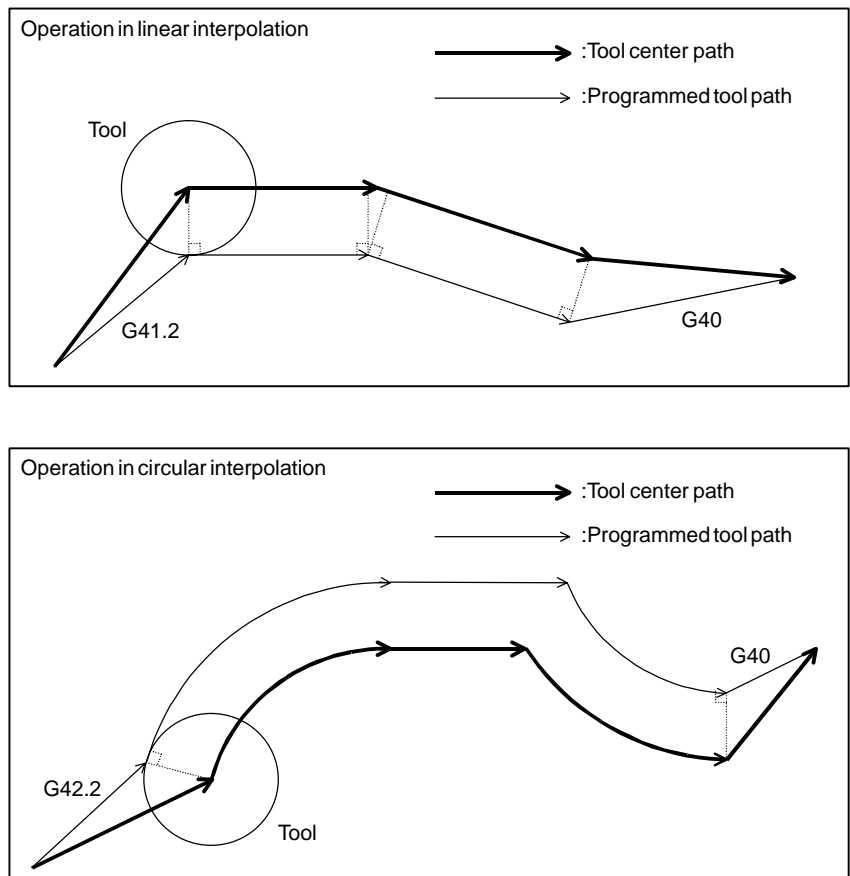 Operation in linear interpolation
:Tool center path
:Programmed tool path
Tool
G41.2
G40
Operation in circular interpolation
:Tool center path
:Programmed tool path
G40
G42.2
Tool